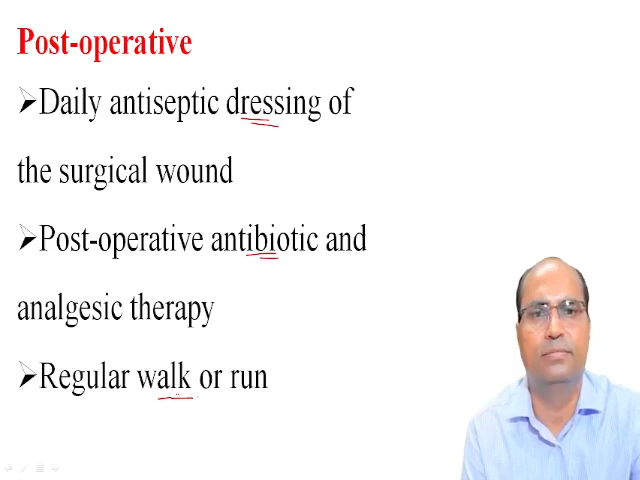 Post-operative
➢Daily antiseptic dressing of
the surgical wound
➢Post-operative antibiotic and
analgesic therapy
➢Regular walk or run